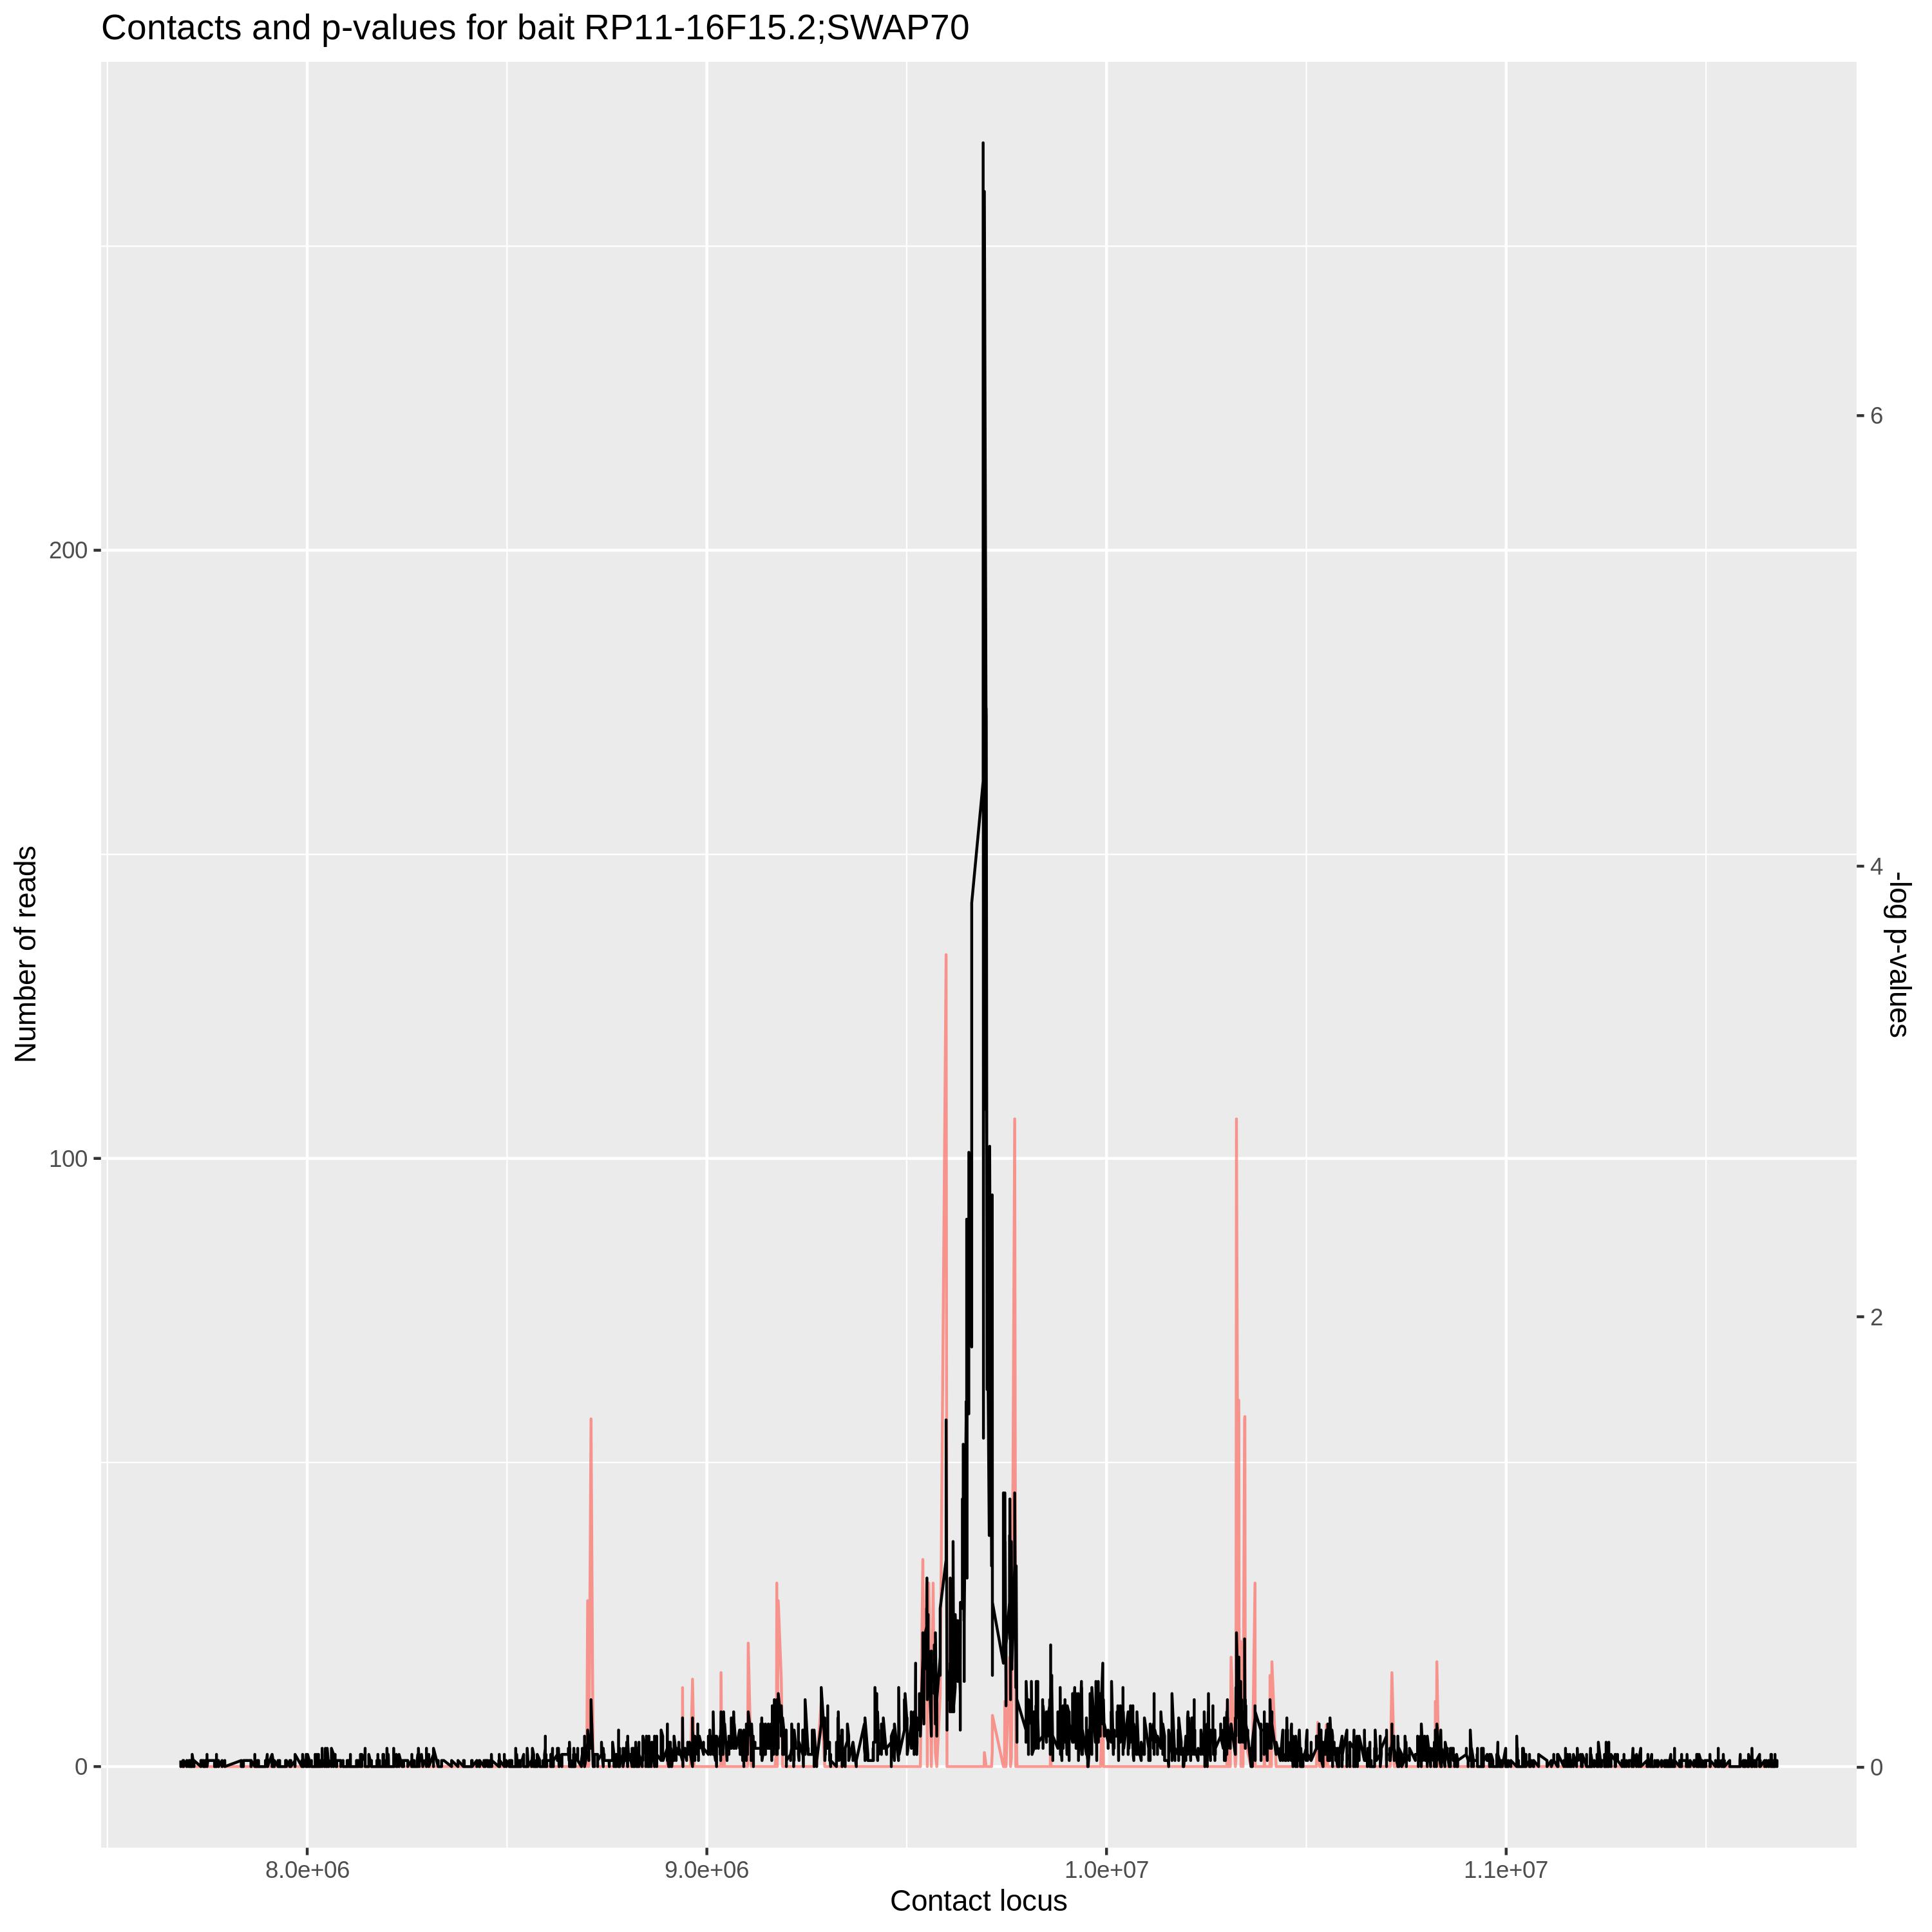 Contacts and p-values for bait RP11-16F15.2;SWAP70
Number of reads
200
100
0
6
4
2
0
-log p-values
8.0e+06 9.0e+06 1.0e+07 1.1e+07
Contact locus